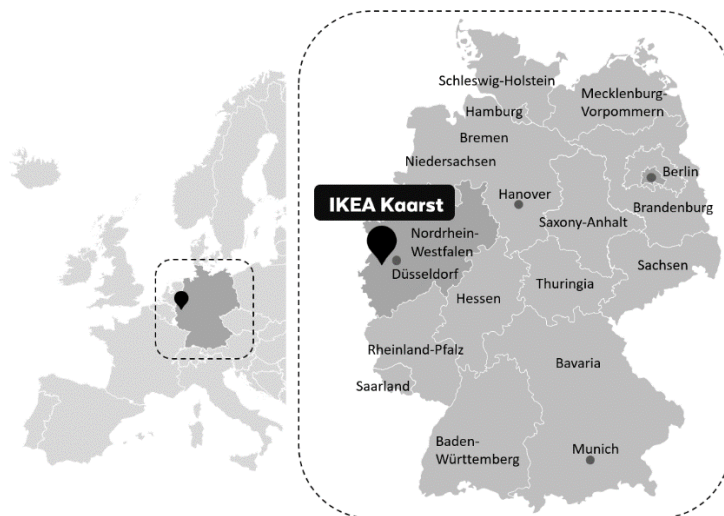 Schleswig-Holstein
Mecklenburg-
Vorpommern
Hamburg
Bremen
Niedersachsen
Berlin
IKEA Kaarst
Hanover
Brandenburg
Saxony-Anhalt
Nordrhein-
Westfalen
Düsseldorf
Sachsen
Thuringia
Hessen
Rheinland-Pfalz
Bavaria
Saarland
Baden-
Württemberg
Munich